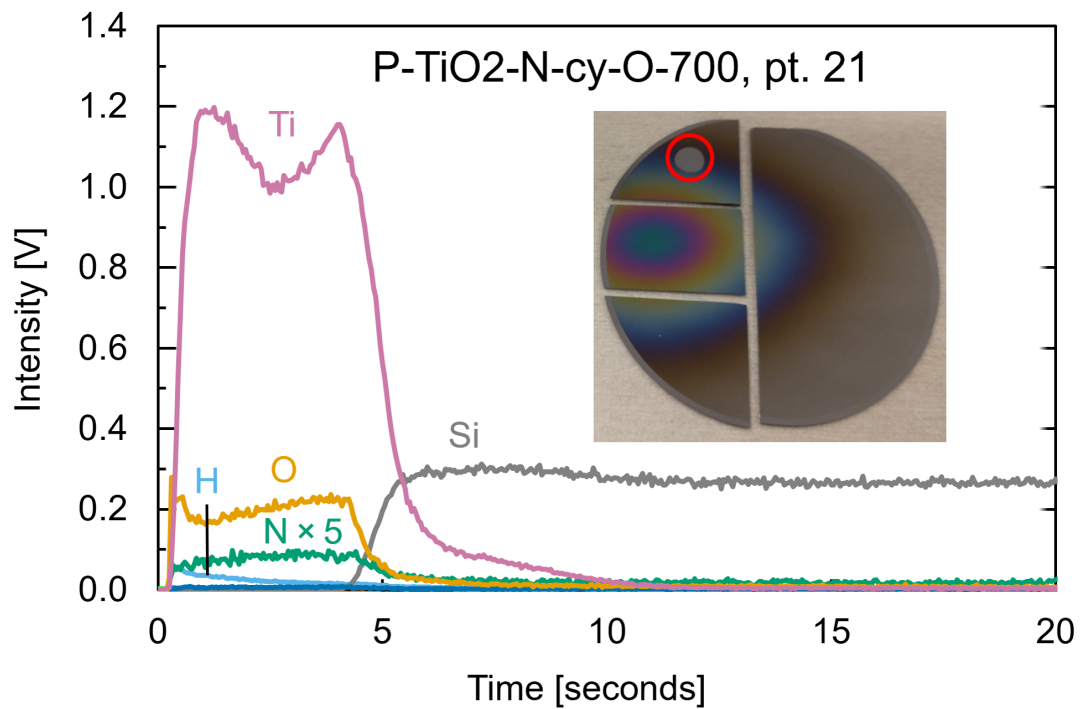 P-TiO2-N-cy-O-700, pt. 21
1.4
1.2
1.0
0.8
0.6
0.4
0.2
0.0
Intensity [V]
Ti
Si
H
O
N × 5
0
5
10
15
20
Time [seconds]